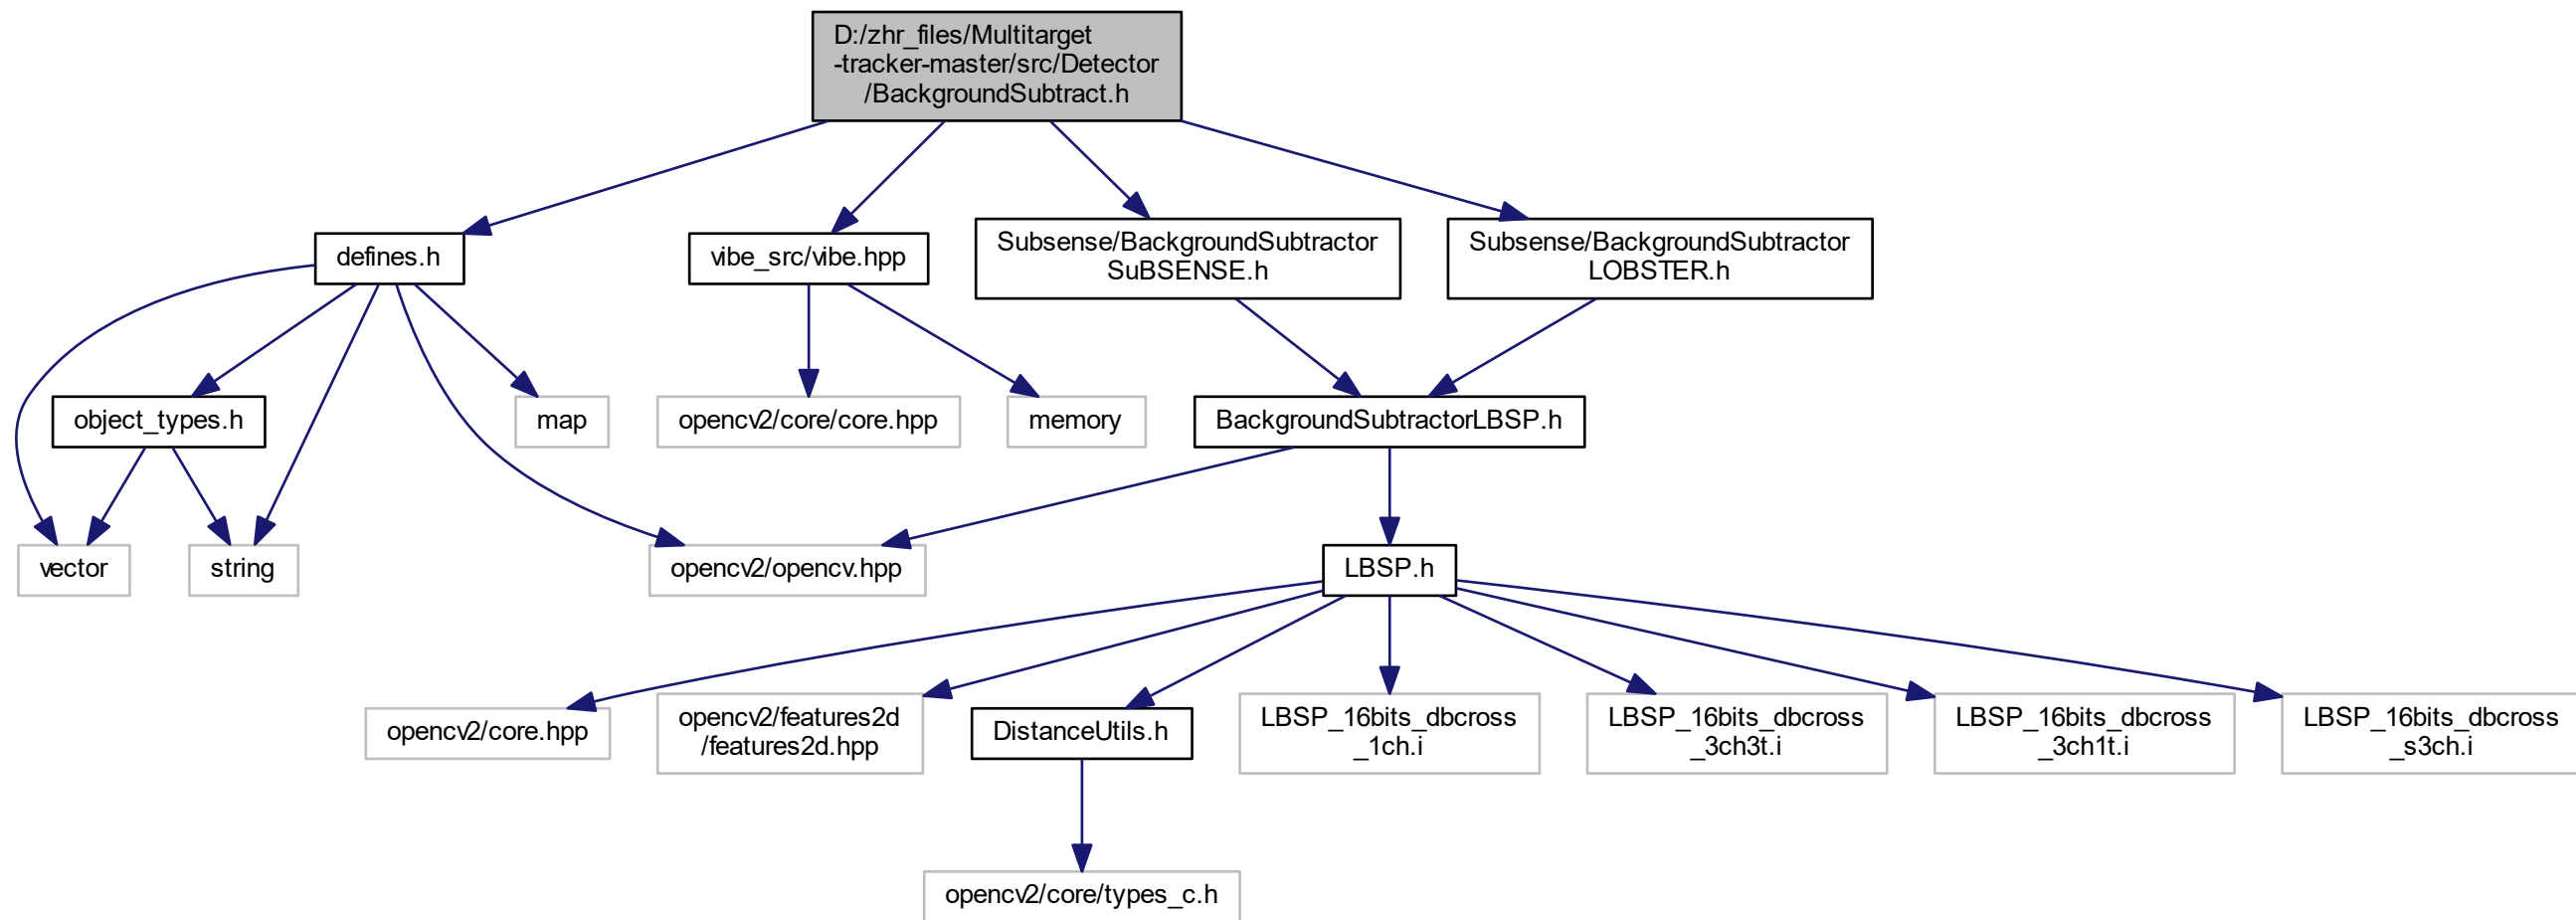 D:/zhr_files/Multitarget
-tracker-master/src/Detector
/BackgroundSubtract.h
defines.h
vibe_src/vibe.hpp
Subsense/BackgroundSubtractor
SuBSENSE.h
Subsense/BackgroundSubtractor
LOBSTER.h
object_types.h
map
opencv2/core/core.hpp
memory
BackgroundSubtractorLBSP.h
vector
string
opencv2/opencv.hpp
LBSP.h
opencv2/core.hpp
opencv2/features2d
/features2d.hpp
DistanceUtils.h
LBSP_16bits_dbcross
_1ch.i
LBSP_16bits_dbcross
_3ch3t.i
LBSP_16bits_dbcross
_3ch1t.i
LBSP_16bits_dbcross
_s3ch.i
opencv2/core/types_c.h